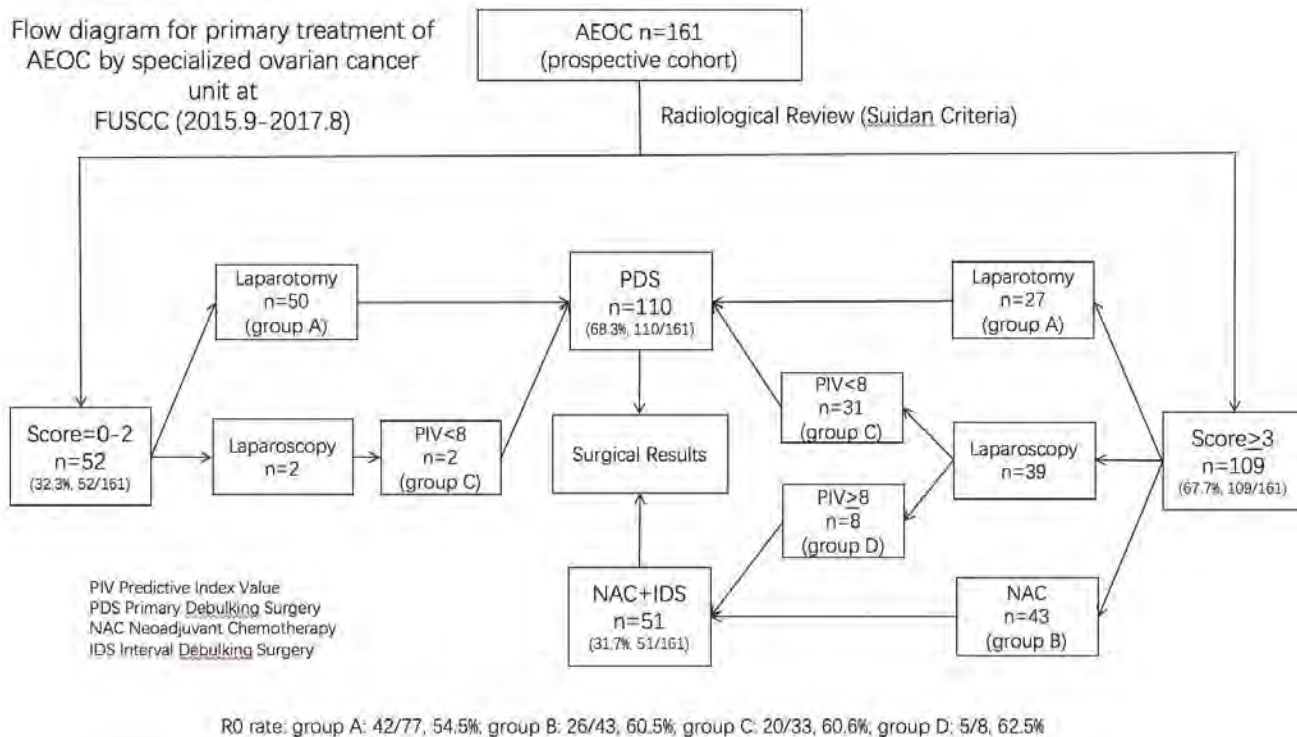 Flow diagram for primary treatment of
AEOC by specialized ovarian cancer
unit at
FUSCC (2015.9-2017.8)
AEOC n=161
(prospective cohort)
Radiological Review (Suidan Criteria)
Laparotomy
n=50
(group A)
PDS
n=110
(68.3%, 110/161)
Laparotomy
n=27
(group A)
Score=0-2
n=52
(32.3%, 52/161)
Laparoscopy
n=2
PIV<8
n=2
(group C)
Surgical Results
PIV<8
n=31
(group C)
Laparoscopy
n=39
Score≥3
n=109
(67.7%, 109/161)
PIV≥8
n=8
(group D)
NAC+IDS
n=51
(31.7%, 51/161)
NAC
n=43
(group B)
PIV Predictive Index Value
PDS Primary Debulking Surgery
NAC Neoadjuvant Chemotherapy
IDS Interval Debulking Surgery
R0 rate: group A: 42/77, 54.5%; group B: 26/43, 60.5%; group C: 20/33, 60.6%; group D: 5/8, 62.5%